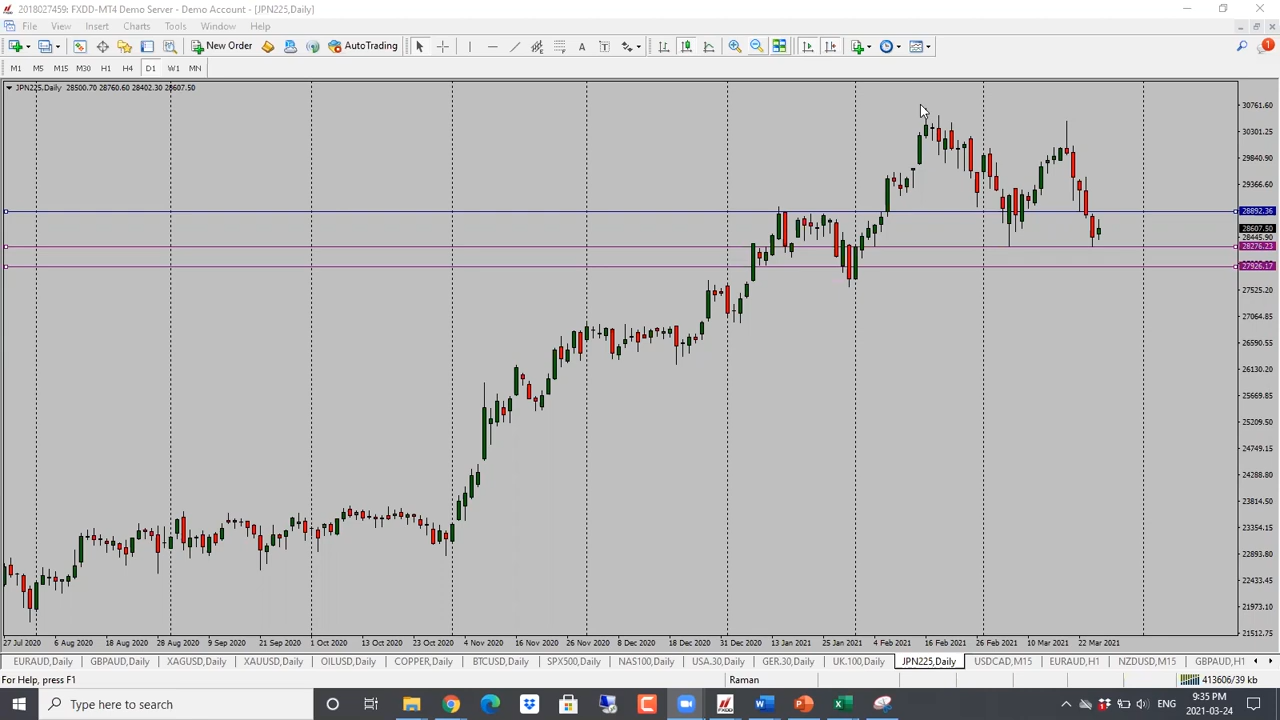 2018027459: FXDD-MT4 Demo Server - Demo Account - [JPN225,Daily]
File View Insert Charts Tools Window Help
New Order AutoTrading
M1 M5 M15 M30 H1 H4 D1 W1 MN
JPN225,Daily 28500.70 28760.60 28402.30 28607.50
30761.60
30301.25
29840.90
29366.60
28892.36
28607.50
28445.90
28276.23
27926.17
27525.20
27064.85
26590.55
26130.20
25669.85
25209.50
24749.15
24288.80
23814.50
23354.15
22893.80
22433.45
21973.10
21512.75
27 Jul 2020 6 Aug 2020 18 Aug 2020 28 Aug 2020 9 Sep 2020 21 Sep 2020 1 Oct 2020 13 Oct 2020 23 Oct 2020 4 Nov 2020 16 Nov 2020 26 Nov 2020 8 Dec 2020 18 Dec 2020 31 Dec 2020 13 Jan 2021 25 Jan 2021 4 Feb 2021 16 Feb 2021 26 Feb 2021 10 Mar 2021 22 Mar 2021
EURAUD,Daily GBPAUD,Daily XAGUSD,Daily XAUUSD,Daily OILUSD,Daily COPPER,Daily BTCUSD,Daily SPX500,Daily NAS100,Daily USA.30,Daily GER.30,Daily UK.100,Daily JPN225,Daily USDCAD,M15 EURAUD,H1 NZDUSD,M15 GBPAUD,H1
For Help, press F1 Raman 413606/39 kb
Type here to search ENG 9:35 PM
2021-03-24